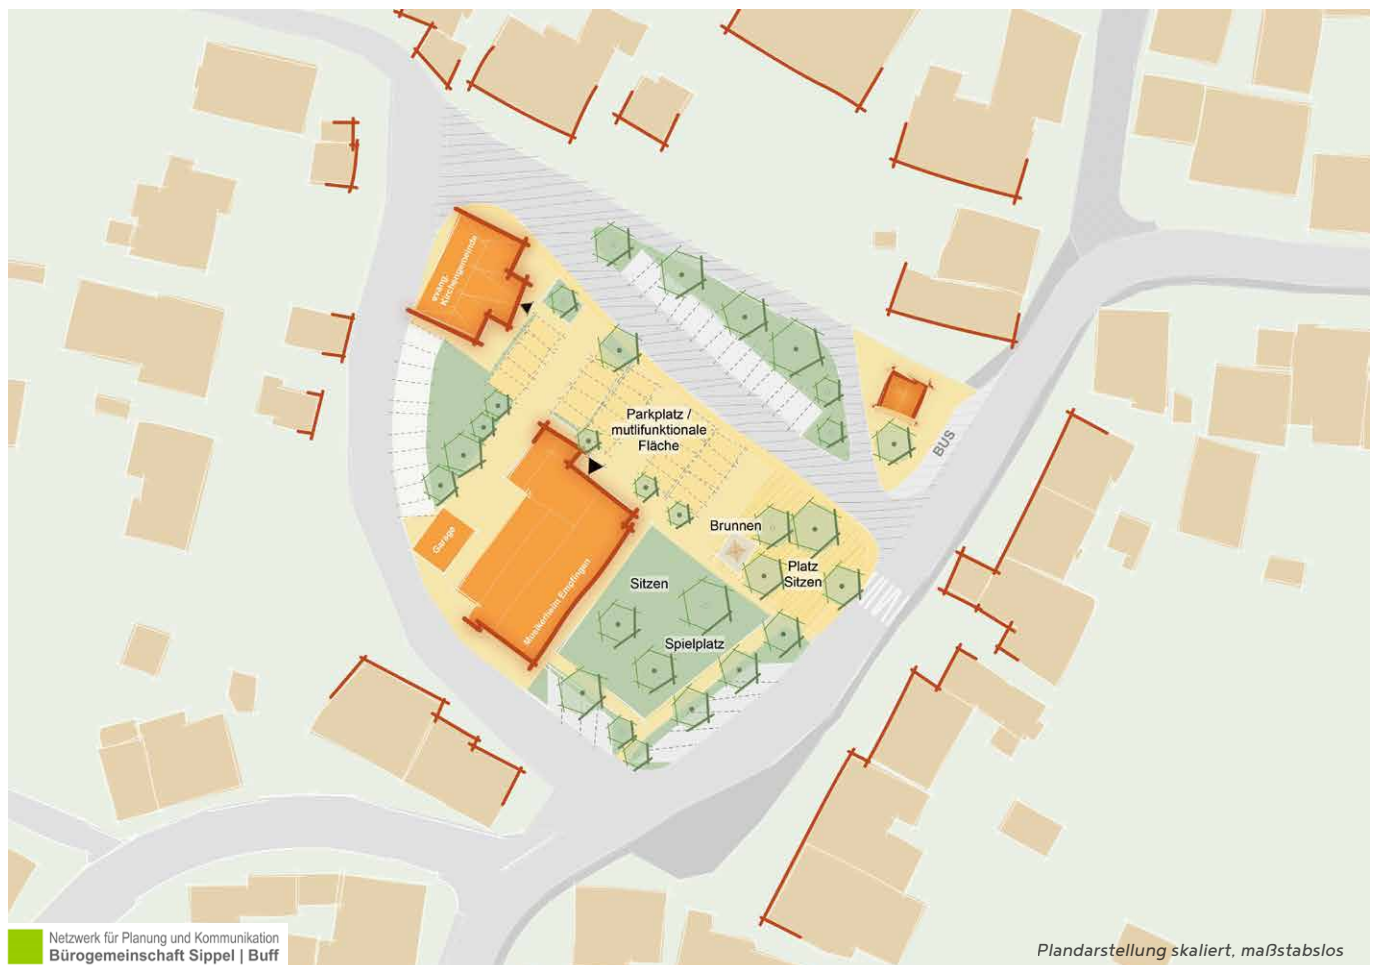 evang.
Kirchengemeinde
Parkplatz /
mutlifunktionale
Fläche
BUS
Brunnen
Garage
Platz
Sitzen
Sitzen
Musikerheim Empfingen
Spielplatz
Netzwerk für Planung und Kommunikation
Bürogemeinschaft Sippel | Buff
Plandarstellung skaliert, maßstabslos